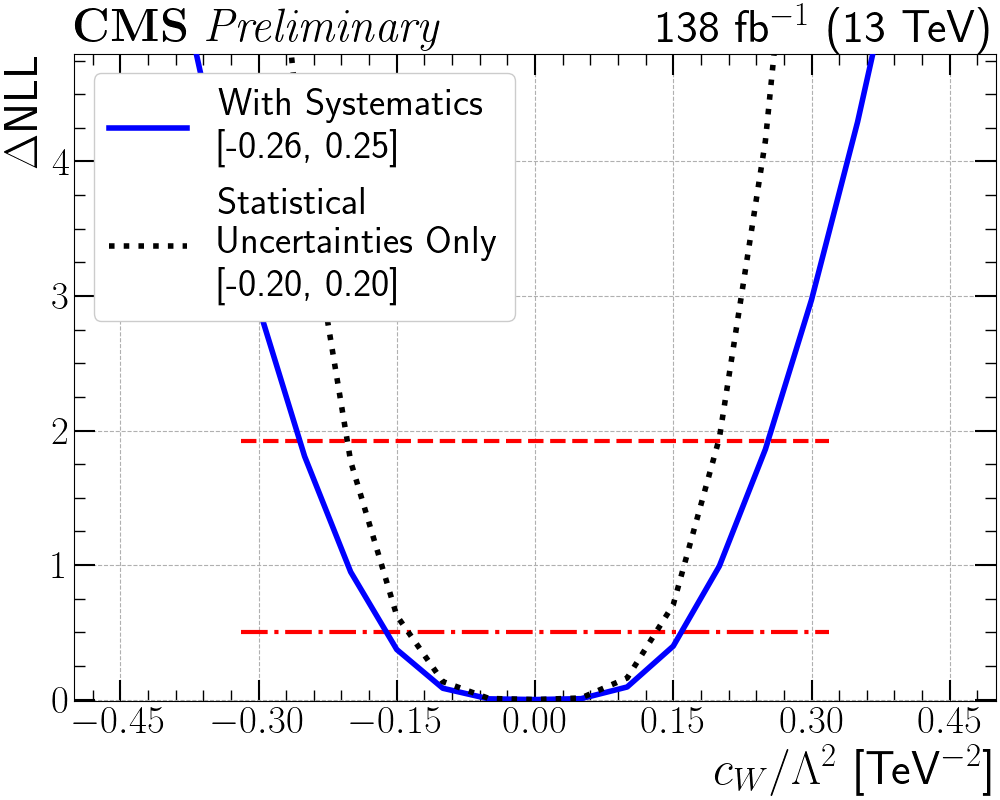 CMS Preliminary 138 fb⁻¹ (13 TeV)
ΔNLL
With Systematics
[-0.26, 0.25]
Statistical
Uncertainties Only
[-0.20, 0.20]
4
3
2
1
0
−0.45 −0.30 −0.15 0.00 0.15 0.30 0.45
c_W/Λ² [TeV⁻²]